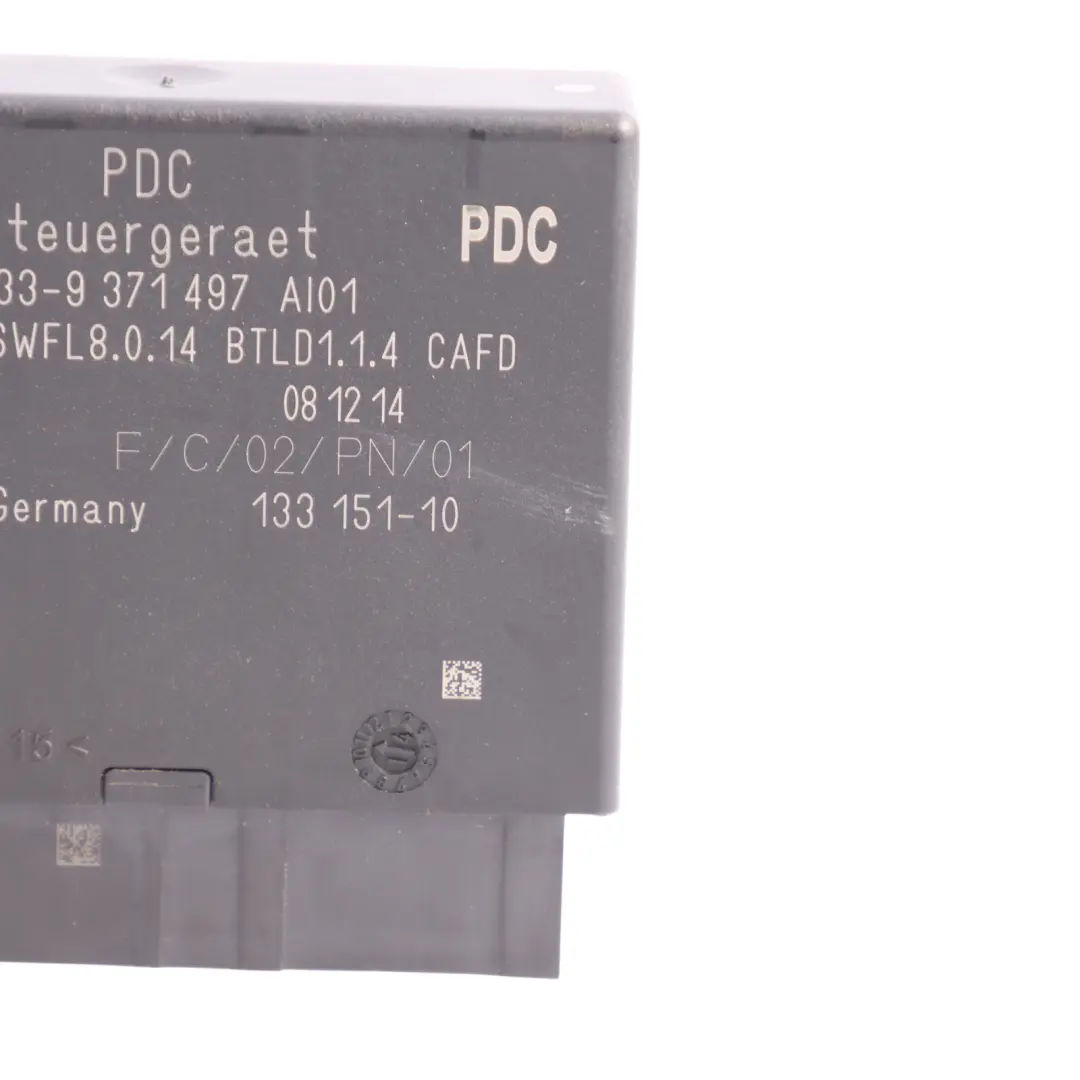 PDC
teuergeraet PDC
33-9 371 497 AI01
SWFL8.0.14 BTLD1.1.4 CAFD
08 12 14
F/C/02/PN/01
Germany 133 151-10
15 <
14